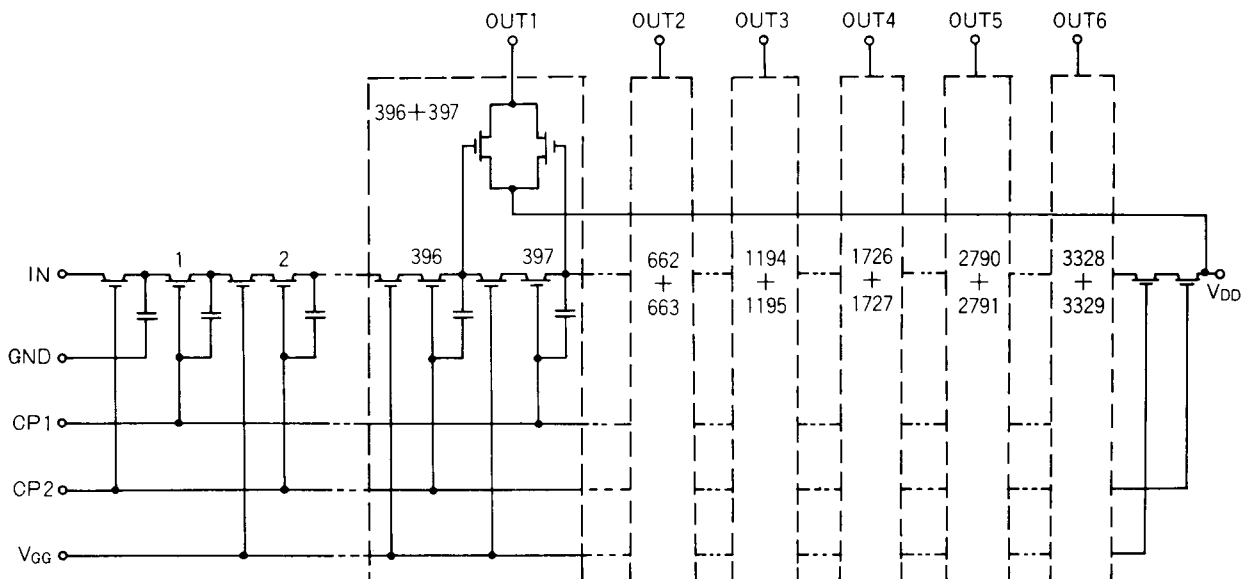 OUT1 OUT2 OUT3 OUT4 OUT5 OUT6
396+397
IN 1 2 396 397
662
+
663
1194
+
1195
1726
+
1727
2790
+
2791
3328
+
3329
VDD
GND
CP1
CP2
VGG